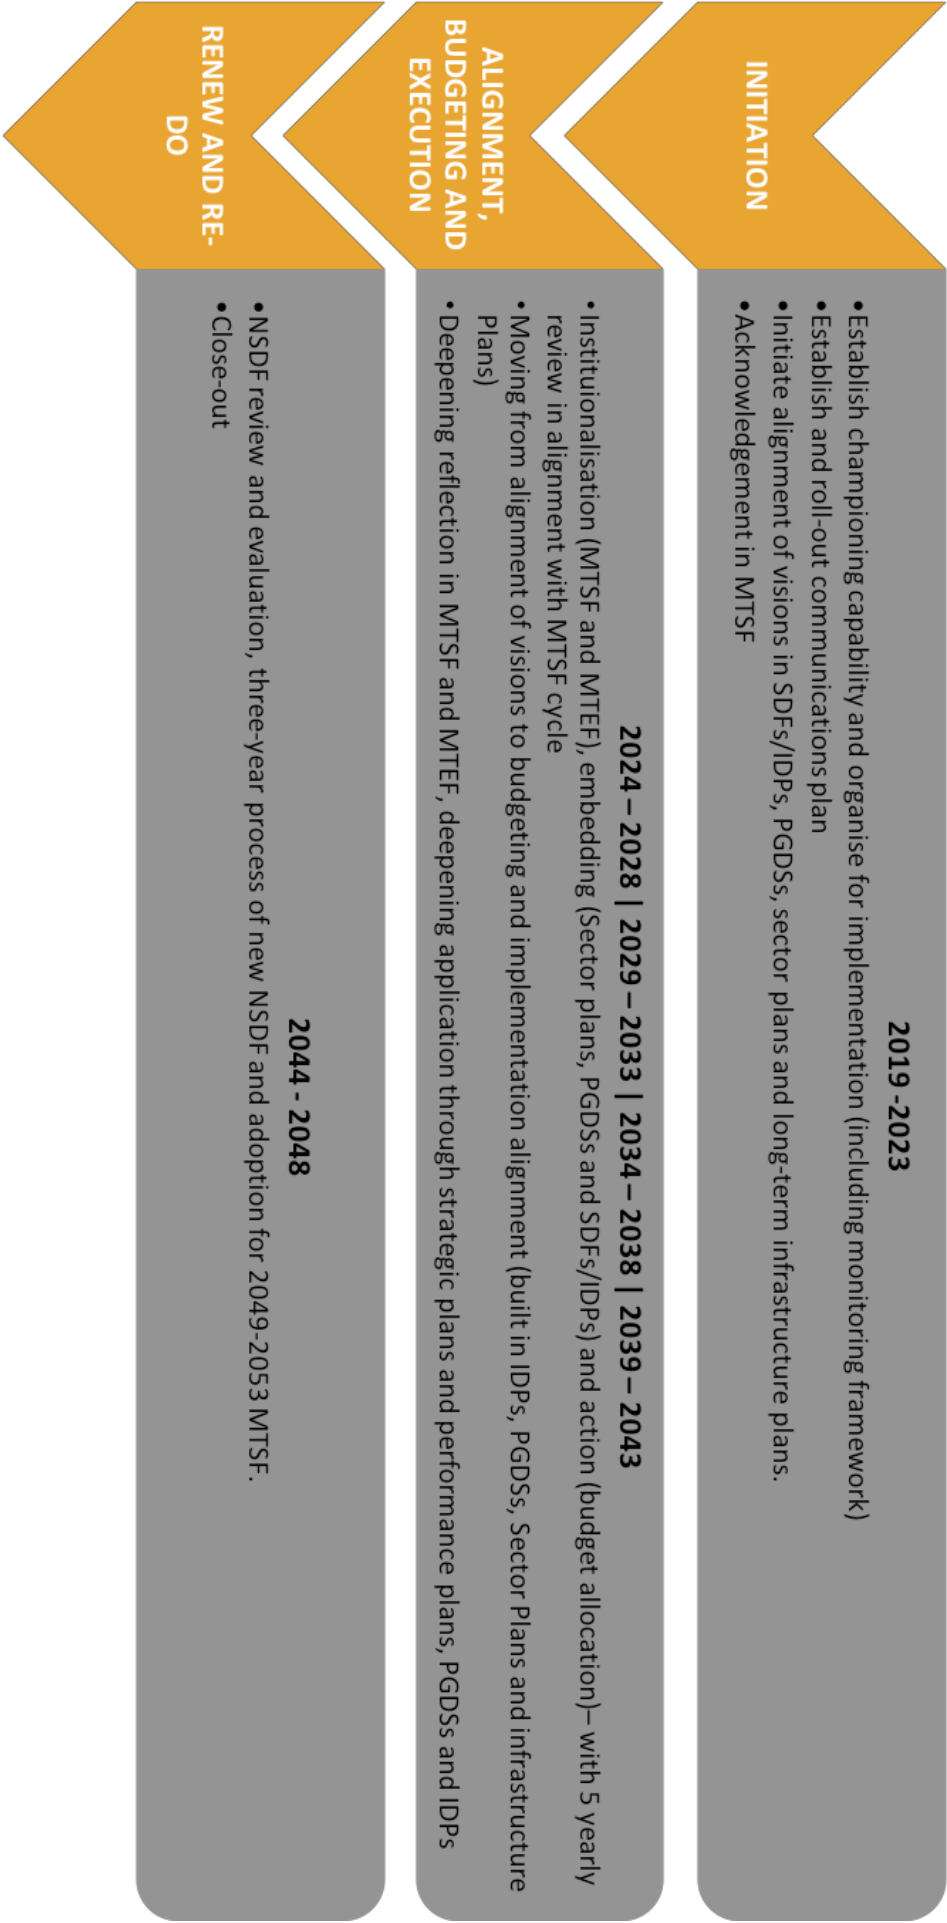 INITIATION
2019 -2023
•Establish championing capability and organise for implementation (including monitoring framework)
•Establish and roll-out communications plan
•Initiate alignment of visions in SDFs/IDPs, PGDSs, sector plans and long-term infrastructure plans.
•Acknowledgement in MTSF
ALIGNMENT,
BUDGETING AND
EXECUTION
2024 – 2028 | 2029 – 2033 | 2034 – 2038 | 2039 – 2043
• Instituionalisation (MTSF and MTEF), embedding (Sector plans, PGDSs and SDFs/IDPs) and action (budget allocation)– with 5 yearly
review in alignment with MTSF cycle
• Moving from alignment of visions to budgeting and implementation alignment (built in IDPs, PGDSs, Sector Plans and infrastructure
Plans)
• Deepening reflection in MTSF and MTEF, deepening application through strategic plans and performance plans, PGDSs and IDPs
RENEW AND RE-
DO
2044 - 2048
•NSDF review and evaluation, three-year process of new NSDF and adoption for 2049-2053 MTSF.
•Close-out